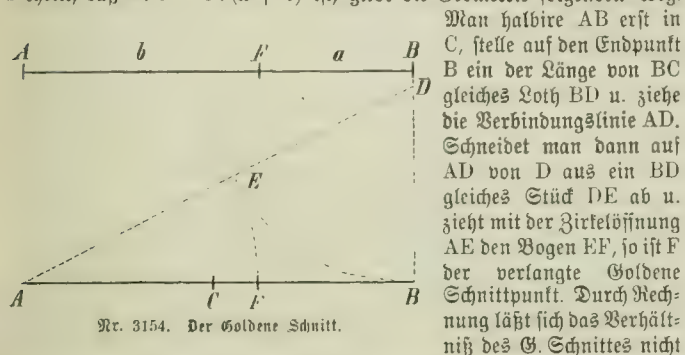 Man halbire AB erst in
C, stelle auf den Endpunkt
B ein der Länge von BC
gleiches Loth BD u. ziehe
die Verbindungslinie AD.
Schneidet man dann auf
AD von D aus ein BD
gleiches Stück DE ab u.
zieht mit der Zirkelöffnung
AE den Bogen EF, so ist F
der verlangte Goldene
Schnittpunkt. Durch Rech-
nung läßt sich das Verhält-
niß des G. Schnittes nicht
A b F a B
D
E
A C F B
Nr. 3154. Der Goldene Schnitt.